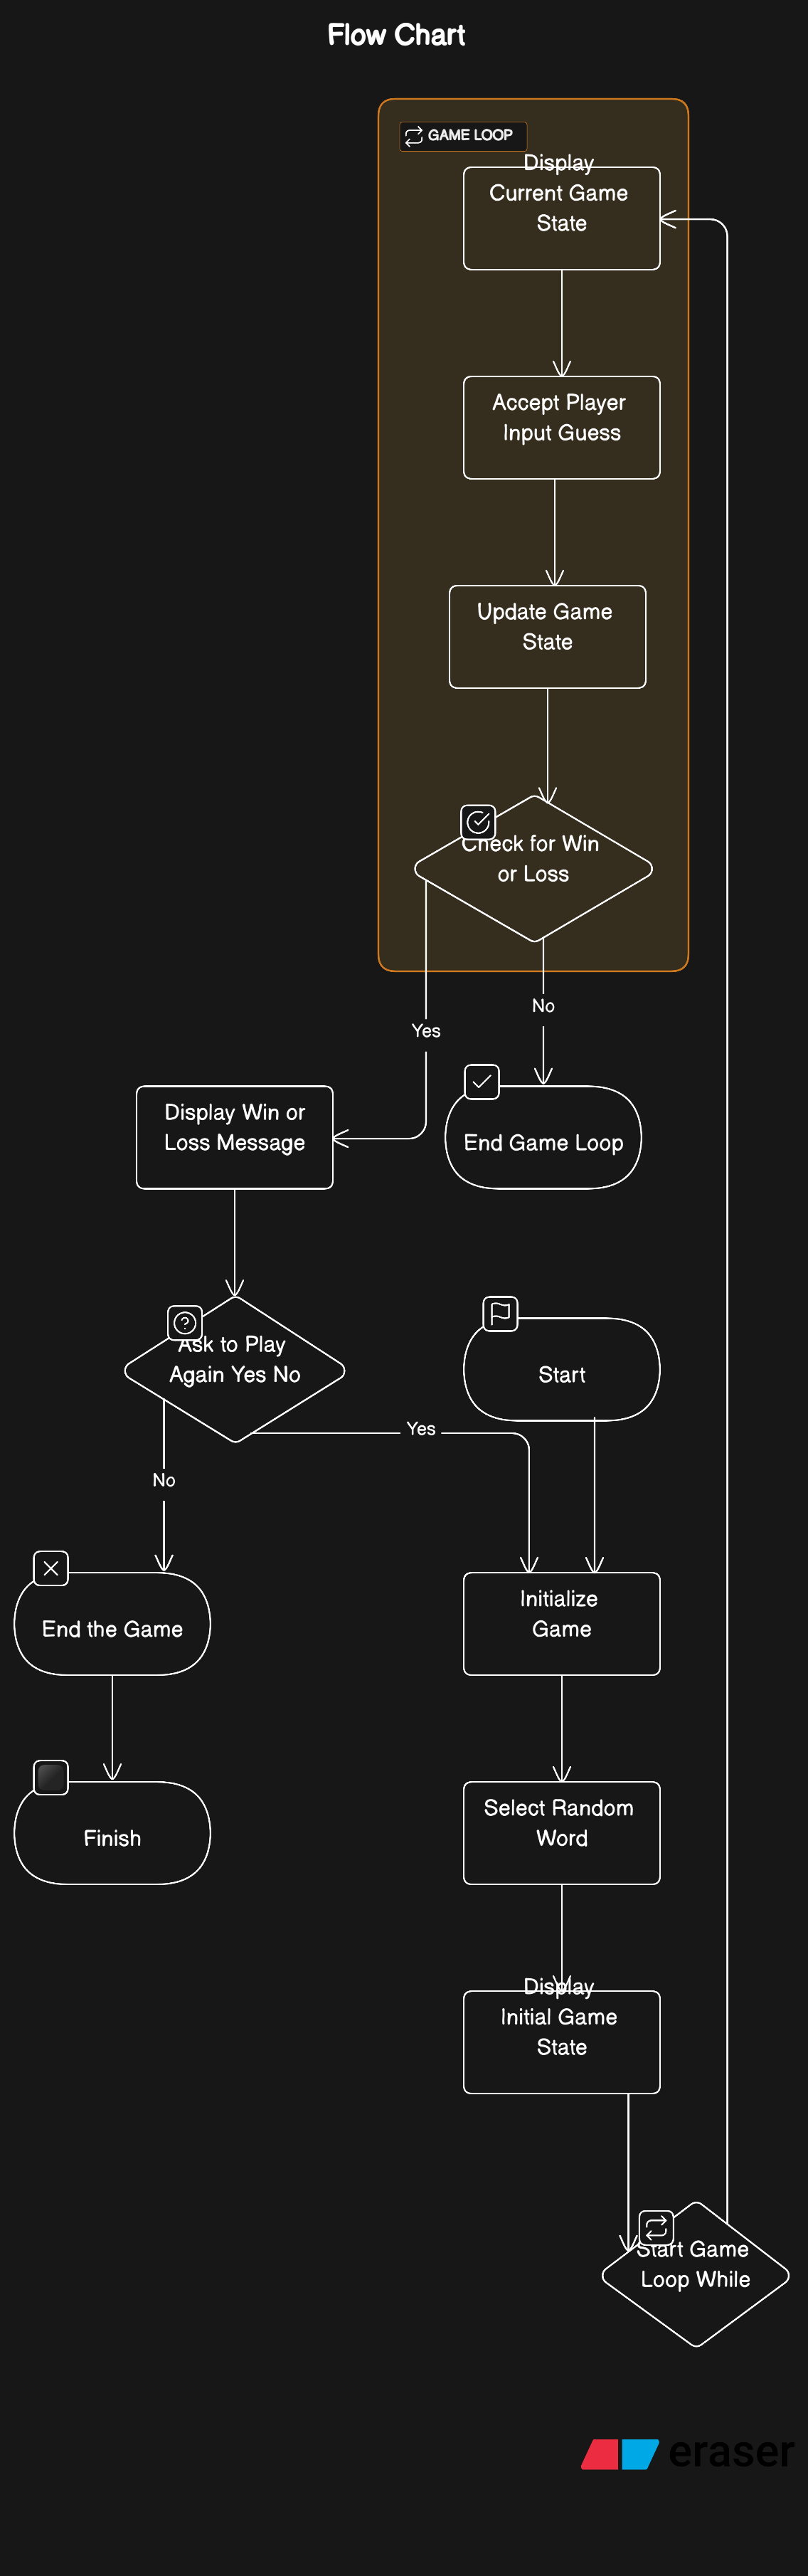 Flow Chart
GAME LOOP
Display
Current Game
State
Accept Player
Input Guess
Update Game
State
Check for Win
or Loss
No
Yes
Display Win or
Loss Message
End Game Loop
Ask to Play
Again Yes No
Start
Yes
No
Initialize
Game
End the Game
Select Random
Word
Finish
Display
Initial Game
State
Start Game
Loop While
eraser